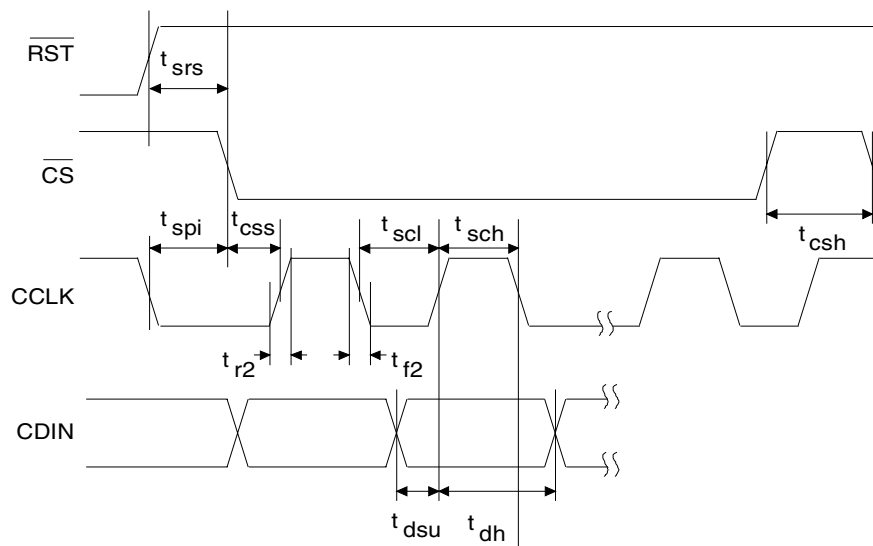 RST
t srs
CS
t spi t css t scl t sch t csh
CCLK
t r2 t f2
CDIN
t dsu t dh